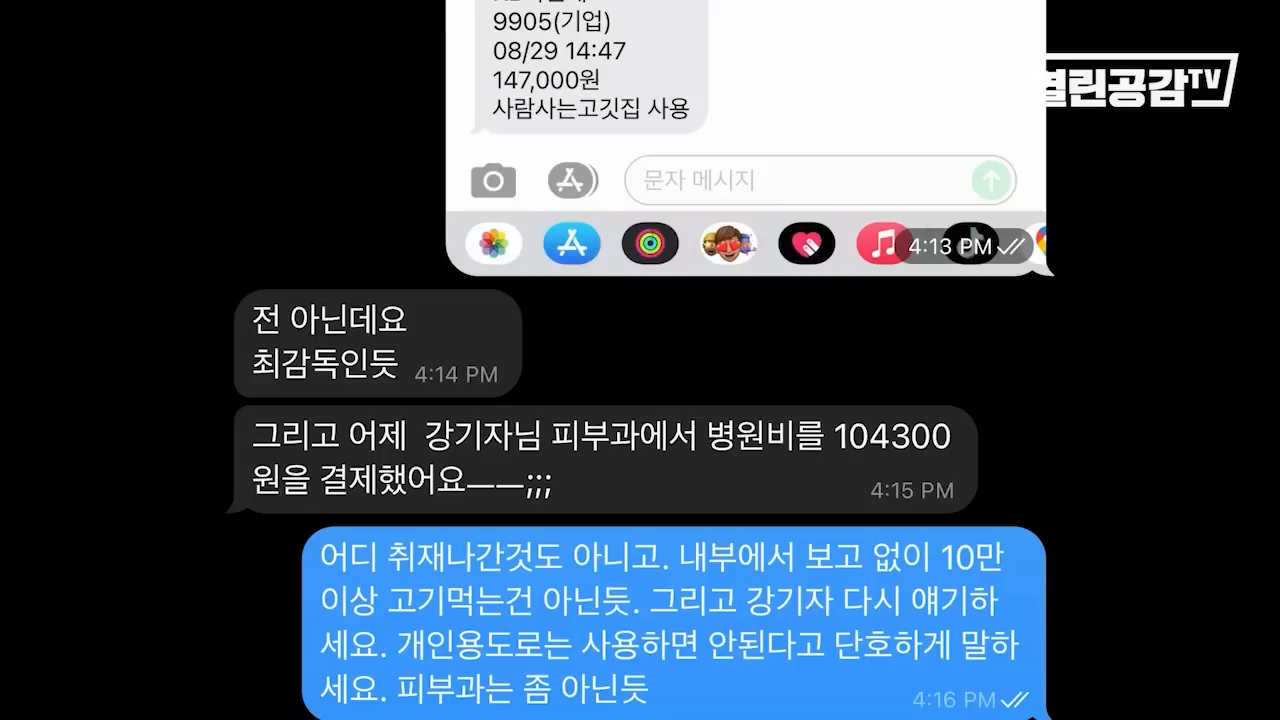 9905(기업)
08/29 14:47
147,000원
사람사는고깃집 사용
열린공감TV
문자 메시지
4:13 PM
전 아닌데요
최감독인듯 4:14 PM
그리고 어제 강기자님 피부과에서 병원비를 104300
원을 결제했어요ㅡㅡ;;;
4:15 PM
어디 취재나간것도 아니고. 내부에서 보고 없이 10만
이상 고기먹는건 아닌듯. 그리고 강기자 다시 얘기하
세요. 개인용도로는 사용하면 안된다고 단호하게 말하
세요. 피부과는 좀 아닌듯
4:16 PM